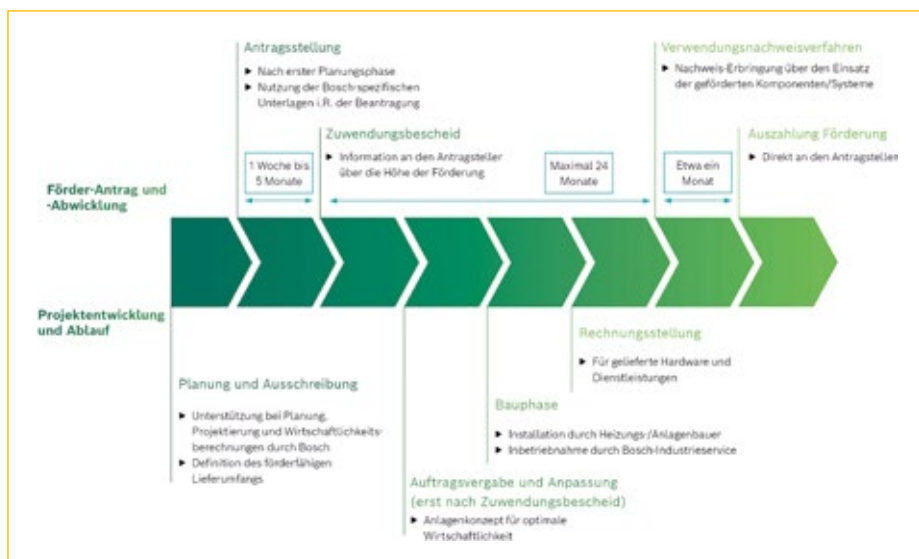 Antragsstellung
► Nach erster Planungsphase
► Nutzung der Bosch-spezifischen
Unterlagen i.R. der Beantragung
Verwendungsnachweisverfahren
► Nachweis-Erbringung über den Einsatz
der geförderten Komponenten/Systeme
Zuwendungsbescheid
► Information an den Antragsteller
über die Höhe der Förderung
Auszahlung Förderung
► Direkt an den Antragsteller
1 Woche bis
5 Monate
Maximal 24
Monate
Etwa ein
Monat
Förder-Antrag und
-Abwicklung
Projektentwicklung
und Ablauf
Planung und Ausschreibung
► Unterstützung bei Planung,
Projektierung und Wirtschaftlichkeits-
berechnungen durch Bosch
► Definition des förderfähigen
Lieferumfangs
Rechnungsstellung
► Für gelieferte Hardware und
Dienstleistungen
Bauphase
► Installation durch Heizungs-/Anlagenbauer
► Inbetriebnahme durch Bosch-Industrieservice
Auftragsvergabe und Anpassung
(erst nach Zuwendungsbescheid)
► Anlagenkonzept für optimale
Wirtschaftlichkeit